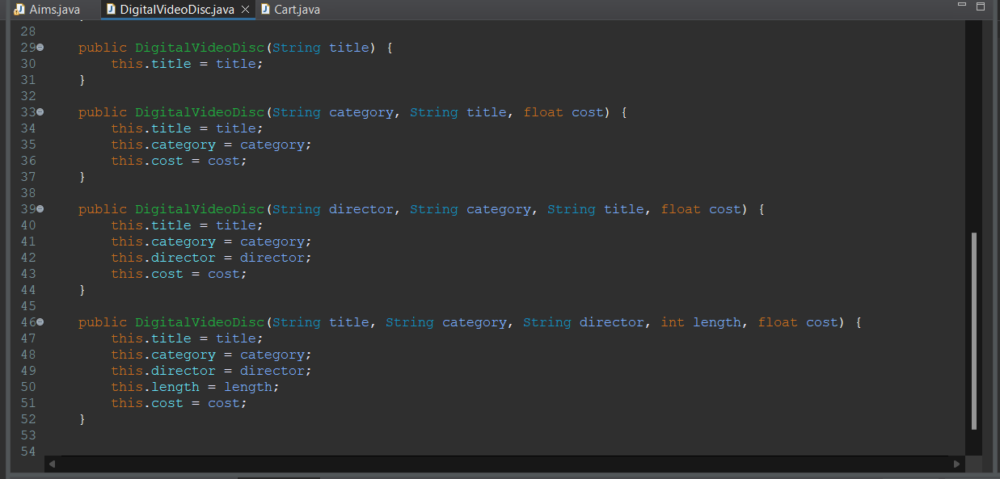 Aims.java DigitalVideoDisc.java Cart.java
28
29 public DigitalVideoDisc(String title) {
30 this.title = title;
31 }
32
33 public DigitalVideoDisc(String category, String title, float cost) {
34 this.title = title;
35 this.category = category;
36 this.cost = cost;
37 }
38
39 public DigitalVideoDisc(String director, String category, String title, float cost) {
40 this.title = title;
41 this.category = category;
42 this.director = director;
43 this.cost = cost;
44 }
45
46 public DigitalVideoDisc(String title, String category, String director, int length, float cost) {
47 this.title = title;
48 this.category = category;
49 this.director = director;
50 this.length = length;
51 this.cost = cost;
52 }
53
54